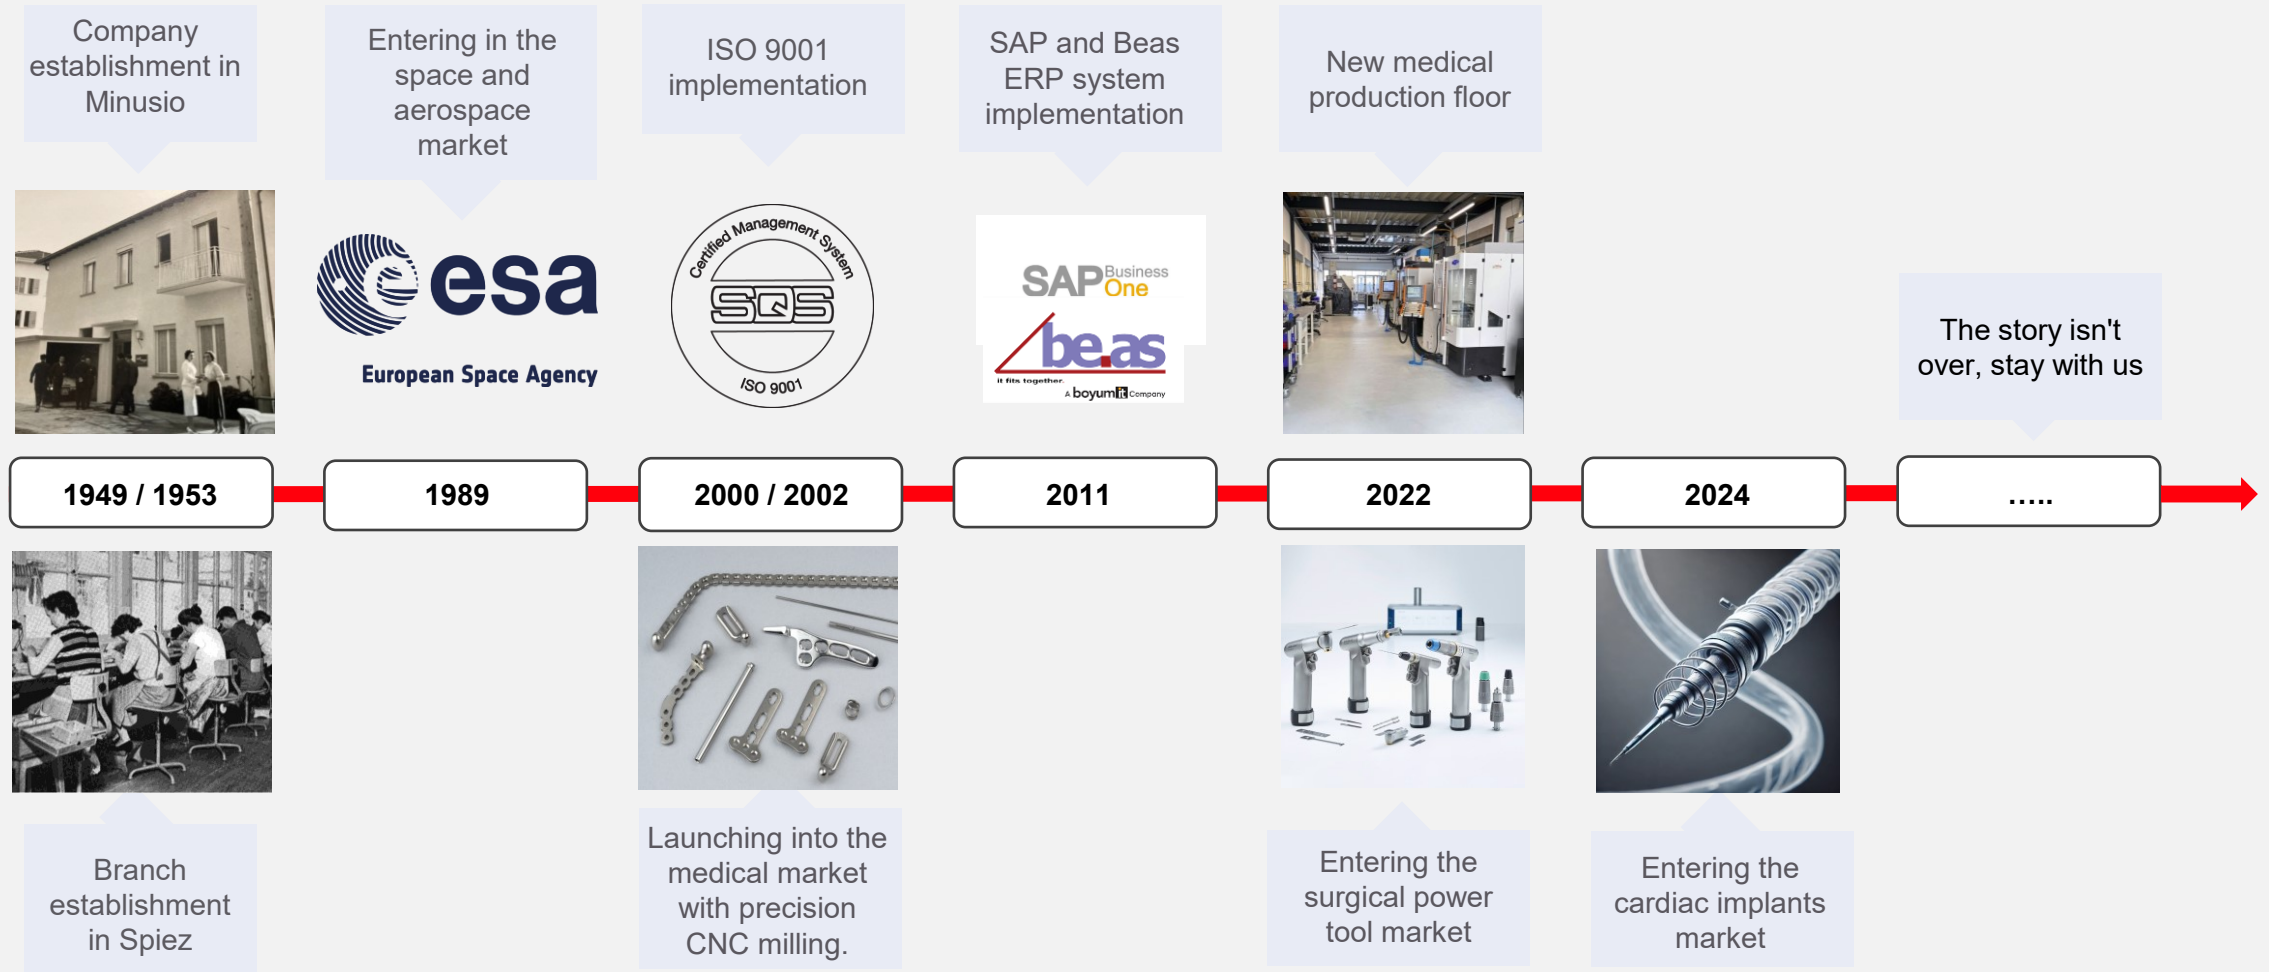 Company
establishment in
Minusio
Entering in the
space and
aerospace
market
ISO 9001
implementation
SAP and Beas
ERP system
implementation
New medical
production floor
esa
European Space Agency
Certified Management System
SQS
ISO 9001
SAP Business
One
be.as
it fits together.
A boyum it Company
The story isn't
over, stay with us
1949 / 1953
1989
2000 / 2002
2011
2022
2024
.....
Branch
establishment
in Spiez
Launching into the
medical market
with precision
CNC milling.
Entering the
surgical power
tool market
Entering the
cardiac implants
market